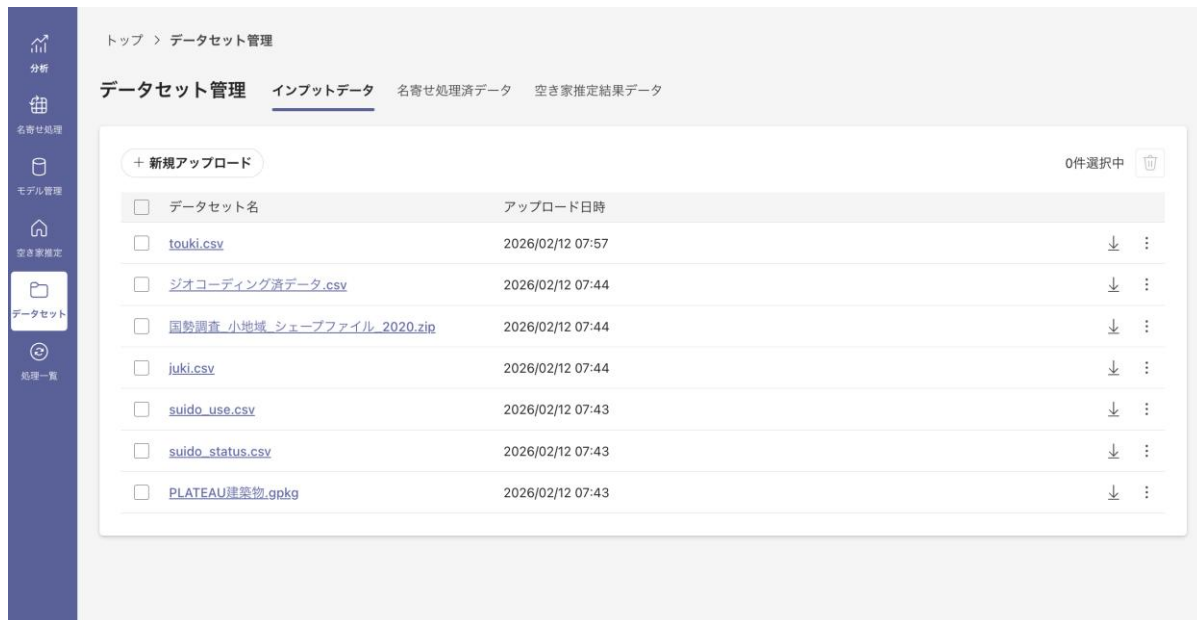 分析
名寄せ処理
モデル管理
空き家推定
データセット
処理一覧
トップ > データセット管理
データセット管理 インプットデータ 名寄せ処理済データ 空き家推定結果データ
+ 新規アップロード 0件選択中
データセット名 アップロード日時
touki.csv 2026/02/12 07:57
ジオコーディング済データ.csv 2026/02/12 07:44
国勢調査_小地域_シェープファイル_2020.zip 2026/02/12 07:44
juki.csv 2026/02/12 07:44
suido_use.csv 2026/02/12 07:43
suido_status.csv 2026/02/12 07:43
PLATEAU建築物.gpkg 2026/02/12 07:43